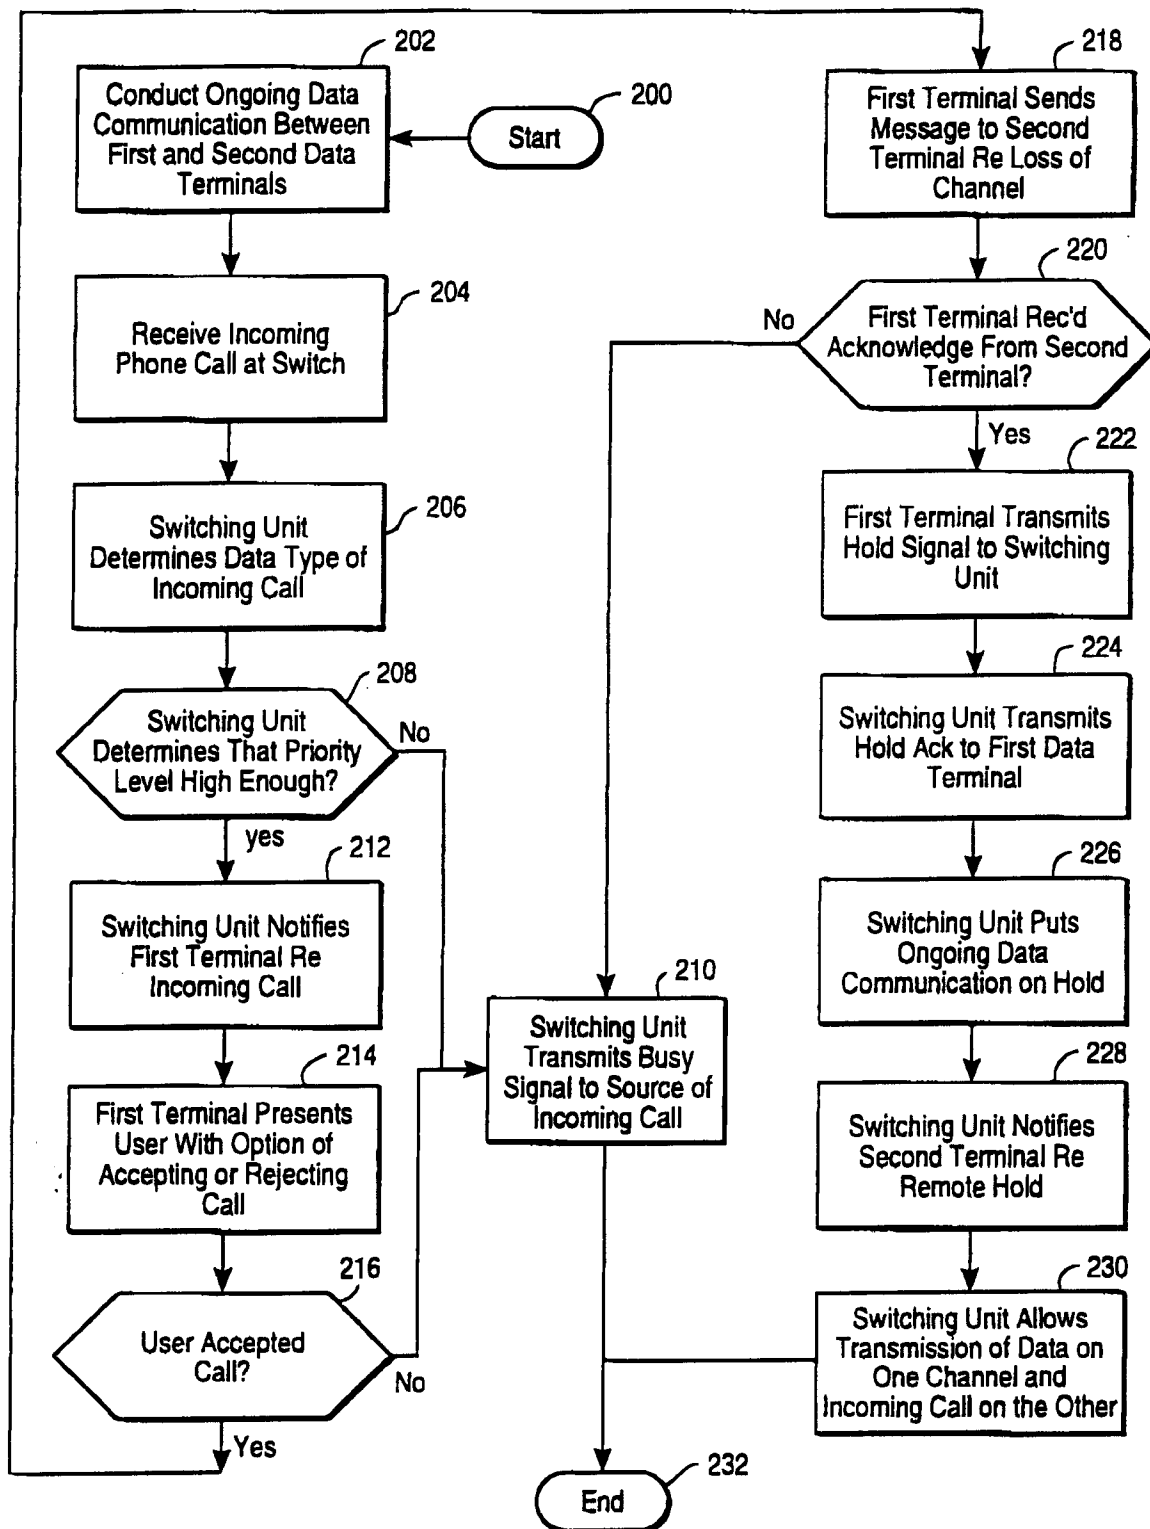 202
Conduct Ongoing Data
Communication Between
First and Second Data
Terminals
200
Start
204
Receive Incoming
Phone Call at Switch
206
Switching Unit
Determines Data Type of
Incoming Call
208
Switching Unit
Determines That Priority
Level High Enough?
No
yes
212
Switching Unit Notifies
First Terminal Re
Incoming Call
214
First Terminal Presents
User With Option of
Accepting or Rejecting
Call
216
User Accepted
Call?
No
Yes
210
Switching Unit
Transmits Busy
Signal to Source of
Incoming Call
218
First Terminal Sends
Message to Second
Terminal Re Loss of
Channel
220
First Terminal Rec'd
Acknowledge From Second
Terminal?
No
Yes
222
First Terminal Transmits
Hold Signal to Switching
Unit
224
Switching Unit Transmits
Hold Ack to First Data
Terminal
226
Switching Unit Puts
Ongoing Data
Communication on Hold
228
Switching Unit Notifies
Second Terminal Re
Remote Hold
230
Switching Unit Allows
Transmission of Data on
One Channel and
Incoming Call on the Other
232
End